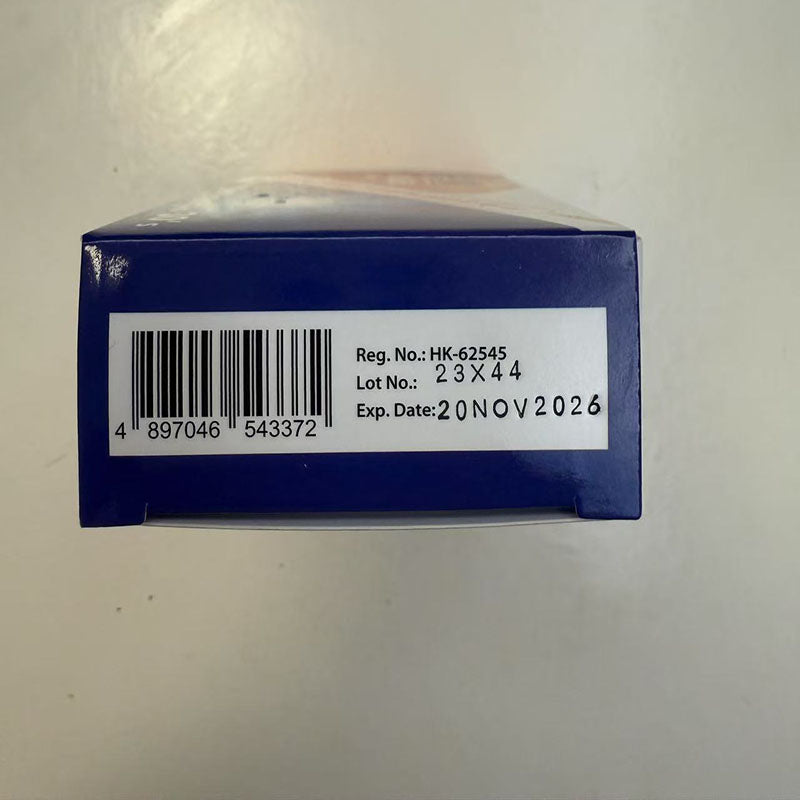 Reg. No.: HK-62545
Lot No.: 23X44
Exp. Date: 20NOV2026
4 897046 543372